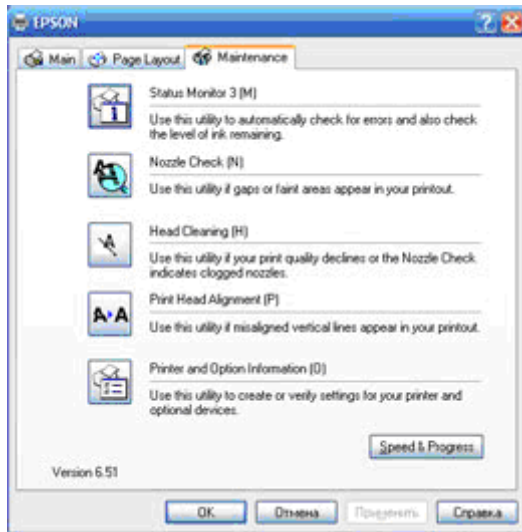 EPSON
Main Page Layout Maintenance
Status Monitor 3 (M)
Use this utility to automatically check for errors and also check
the level of ink remaining.
Nozzle Check (N)
Use this utility if gaps or faint areas appear in your printout.
Head Cleaning (H)
Use this utility if your print quality declines or the Nozzle Check
indicates clogged nozzles.
Print Head Alignment (P)
Use this utility if misaligned vertical lines appear in your printout.
Printer and Option Information (O)
Use this utility to create or verify settings for your printer and
optional devices.
Speed & Progress
Version 6.51
OK Отмена Применить Справка